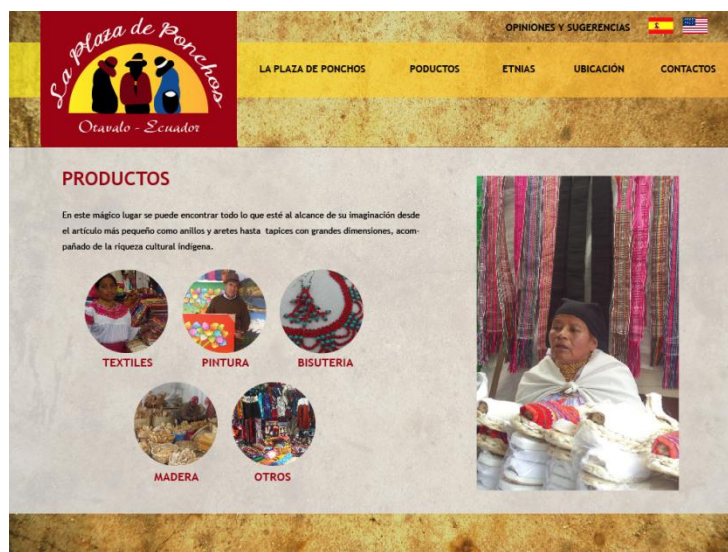 La Plaza de Ponchos
Otavalo - Ecuador
OPINIONES Y SUGERENCIAS
LA PLAZA DE PONCHOS PODUCTOS ETNIAS UBICACIÓN CONTACTOS
PRODUCTOS
En este mágico lugar se puede encontrar todo lo que esté al alcance de su imaginación desde
el artículo más pequeño como anillos y aretes hasta tapices con grandes dimensiones, acom-
pañado de la riqueza cultural indígena.
TEXTILES PINTURA BISUTERIA
MADERA OTROS